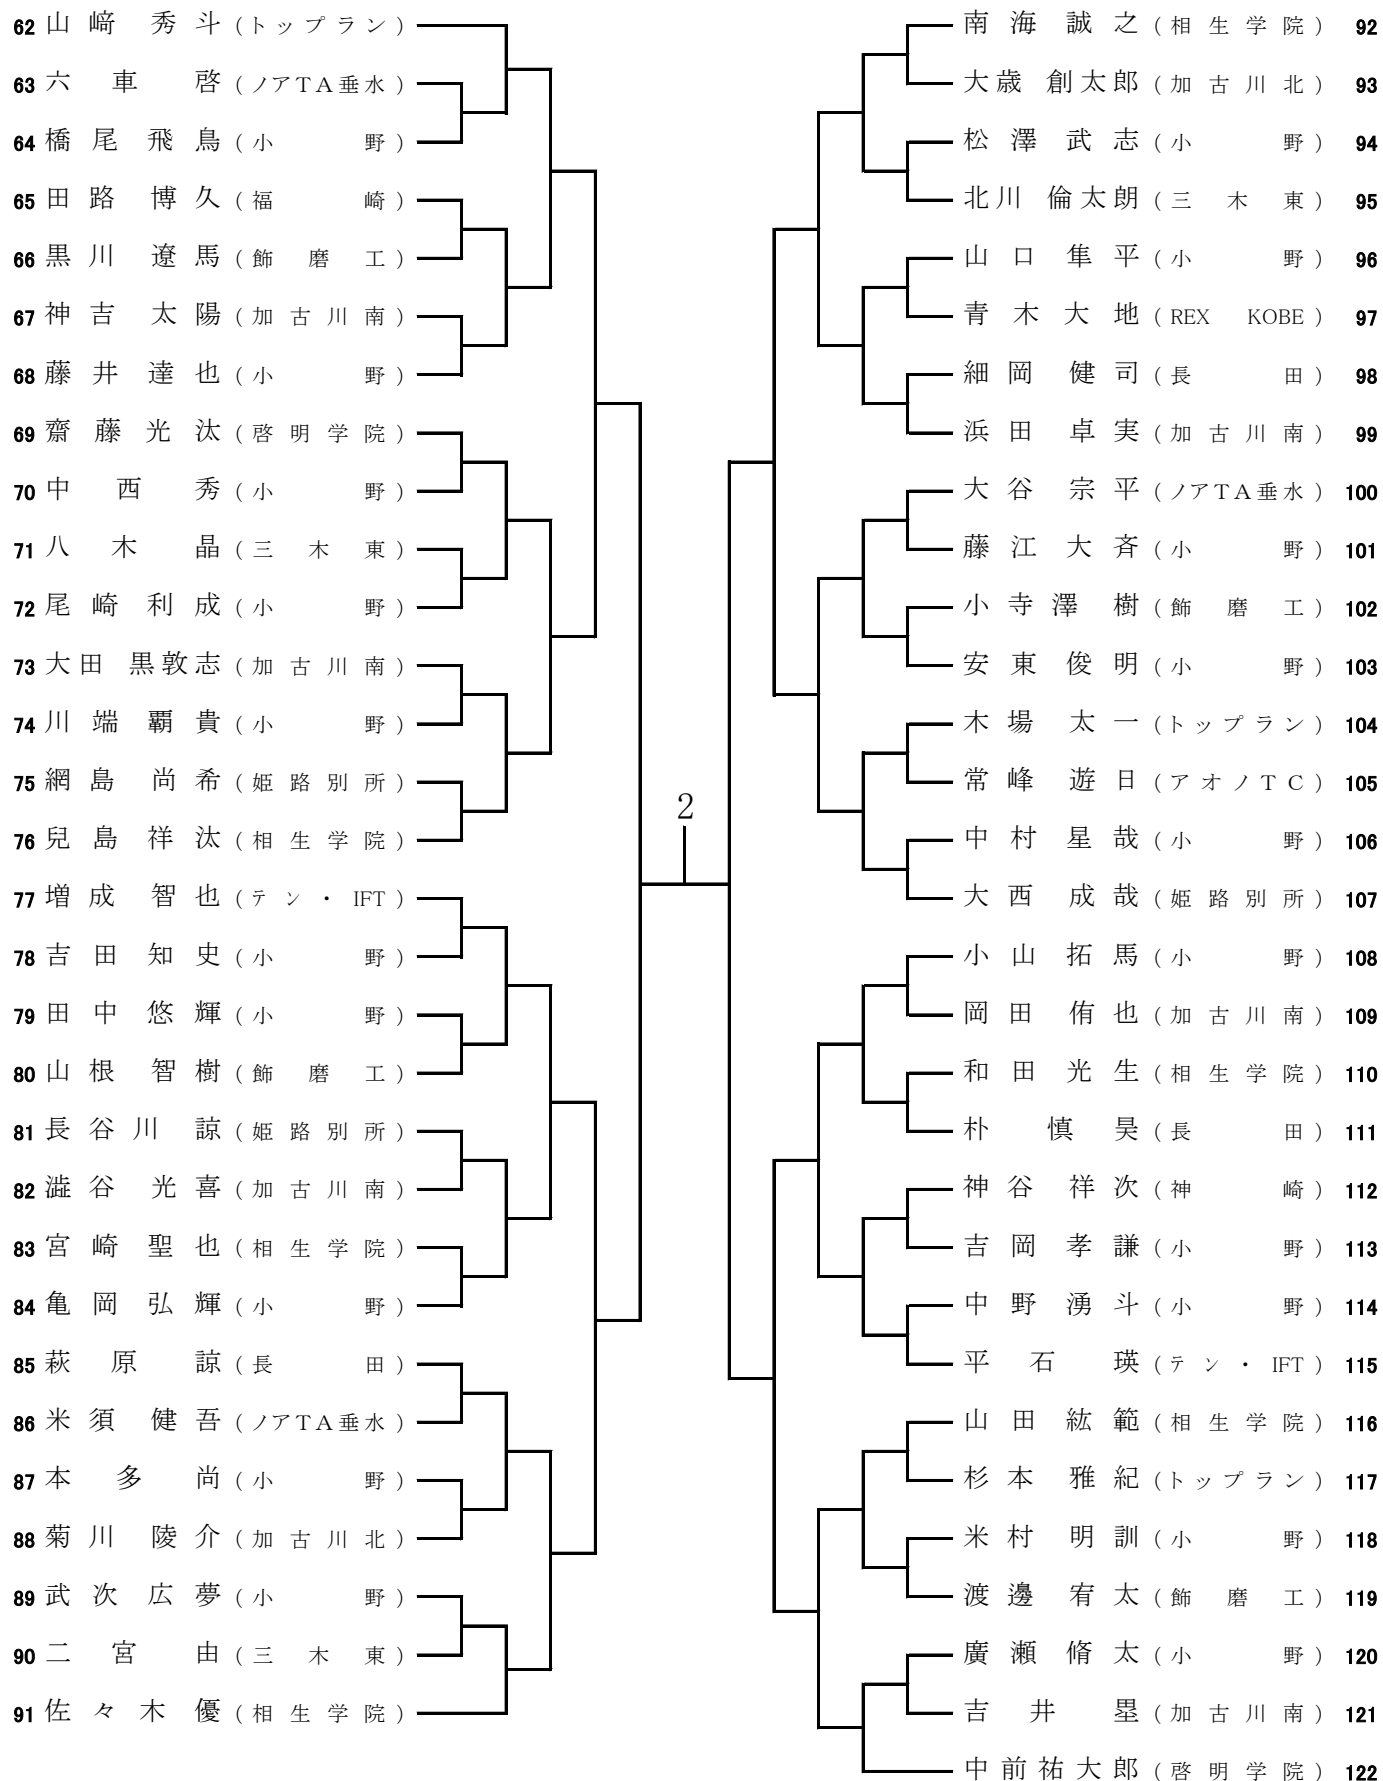 62 山﨑 秀斗 (トップラン)
63 六車 啓 (ノアTA垂水)
64 橋尾飛鳥 (小野)
65 田路 博久 (福崎)
66 黒川 遼馬 (飾磨工)
67 神吉 太陽 (加古川南)
68 藤井達也 (小野)
69 齋藤光汰 (啓明学院)
70 中西 秀 (小野)
71 八木 晶 (三木東)
72 尾崎利成 (小野)
73 大田 黒敦志 (加古川南)
74 川端覇貴 (小野)
75 網島 尚希 (姫路別所)
76 兒島祥汰 (相生学院)
77 増成 智也 (テン・IFT)
78 吉田知史 (小野)
79 田中悠輝 (小野)
80 山根 智樹 (飾磨工)
81 長谷川 諒 (姫路別所)
82 澁谷 光喜 (加古川南)
83 宮崎聖也 (相生学院)
84 亀岡弘輝 (小野)
85 萩原 諒 (長田)
86 米須 健吾 (ノアTA垂水)
87 本多 尚 (小野)
88 菊川 陵介 (加古川北)
89 武次広夢 (小野)
90 二宮 由 (三木東)
91 佐々木 優 (相生学院)
2
南海誠之 (相生学院) 92
大歳 創太郎 (加古川北) 93
松澤武志 (小野) 94
北川 倫太朗 (三木東) 95
山口隼平 (小野) 96
青木大地 (REX KOBE) 97
細岡 健司 (長田) 98
浜田 卓実 (加古川南) 99
大谷 宗平 (ノアTA垂水) 100
藤江大斉 (小野) 101
小寺澤 樹 (飾磨工) 102
安東俊明 (小野) 103
木場 太一 (トップラン) 104
常峰 遊日 (アオノTC) 105
中村星哉 (小野) 106
大西 成哉 (姫路別所) 107
小山拓馬 (小野) 108
岡田 侑也 (加古川南) 109
和田光生 (相生学院) 110
朴 慎昊 (長田) 111
神谷 祥次 (神崎) 112
吉岡孝謙 (小野) 113
中野湧斗 (小野) 114
平石 瑛 (テン・IFT) 115
山田紘範 (相生学院) 116
杉本 雅紀 (トップラン) 117
米村 明訓 (小野) 118
渡邊 宥太 (飾磨工) 119
廣瀬脩太 (小野) 120
吉井 塁 (加古川南) 121
中前祐大郎 (啓明学院) 122